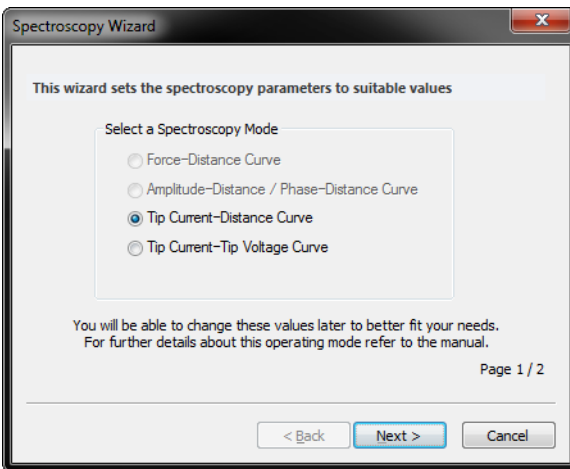 Spectroscopy Wizard
This wizard sets the spectroscopy parameters to suitable values
Select a Spectroscopy Mode
Force-Distance Curve
Amplitude-Distance / Phase-Distance Curve
Tip Current-Distance Curve
Tip Current-Tip Voltage Curve
You will be able to change these values later to better fit your needs.
For further details about this operating mode refer to the manual.
Page 1 / 2
< Back Next > Cancel